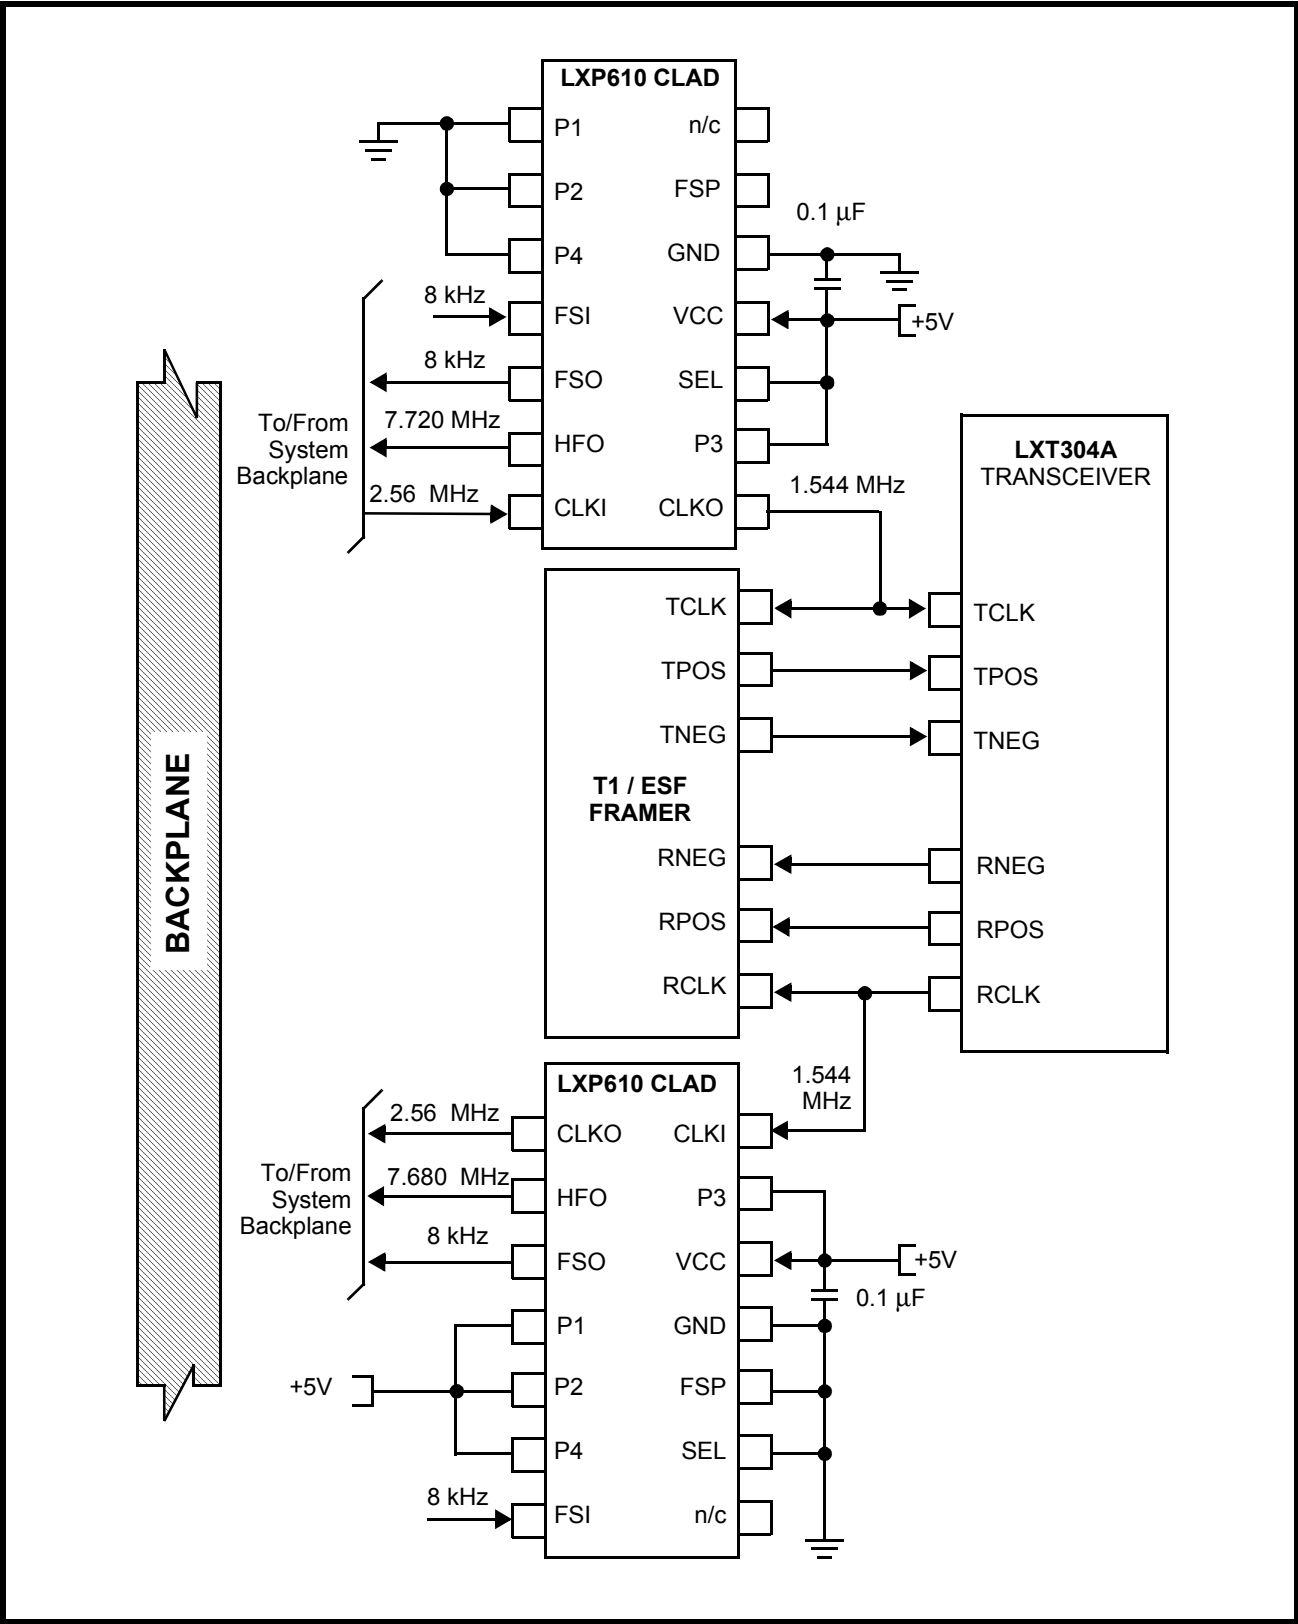 LXP610 CLAD
P1
n/c
P2
FSP
0.1 μF
P4
GND
8 kHz
FSI
VCC
+5V
8 kHz
FSO
SEL
7.720 MHz
HFO
P3
2.56 MHz
CLKI
CLKO
1.544 MHz
To/From
System
Backplane
LXT304A
TRANSCEIVER
TCLK
TCLK
TPOS
TPOS
TNEG
TNEG
T1 / ESF
FRAMER
BACKPLANE
RNEG
RNEG
RPOS
RPOS
RCLK
RCLK
1.544
MHz
LXP610 CLAD
2.56 MHz
CLKO
CLKI
To/From
System
Backplane
7.680 MHz
HFO
P3
8 kHz
FSO
VCC
+5V
0.1 μF
P1
GND
+5V
P2
FSP
P4
SEL
8 kHz
FSI
n/c